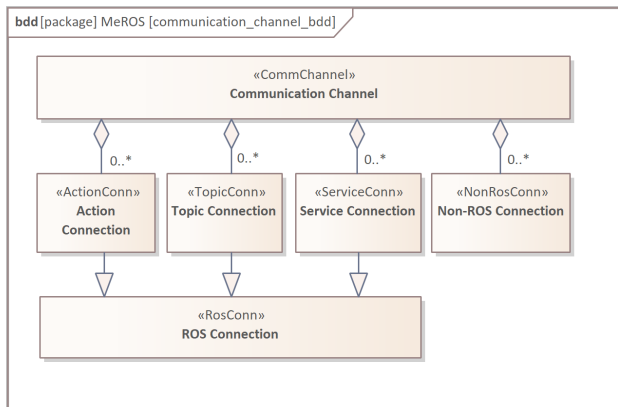 bdd [package] MeROS [communication_channel_bdd]
«CommChannel»
Communication Channel
0..*
0..*
0..*
0..*
«ActionConn»
Action
Connection
«TopicConn»
Topic Connection
«ServiceConn»
Service Connection
«NonRosConn»
Non-ROS Connection
«RosConn»
ROS Connection